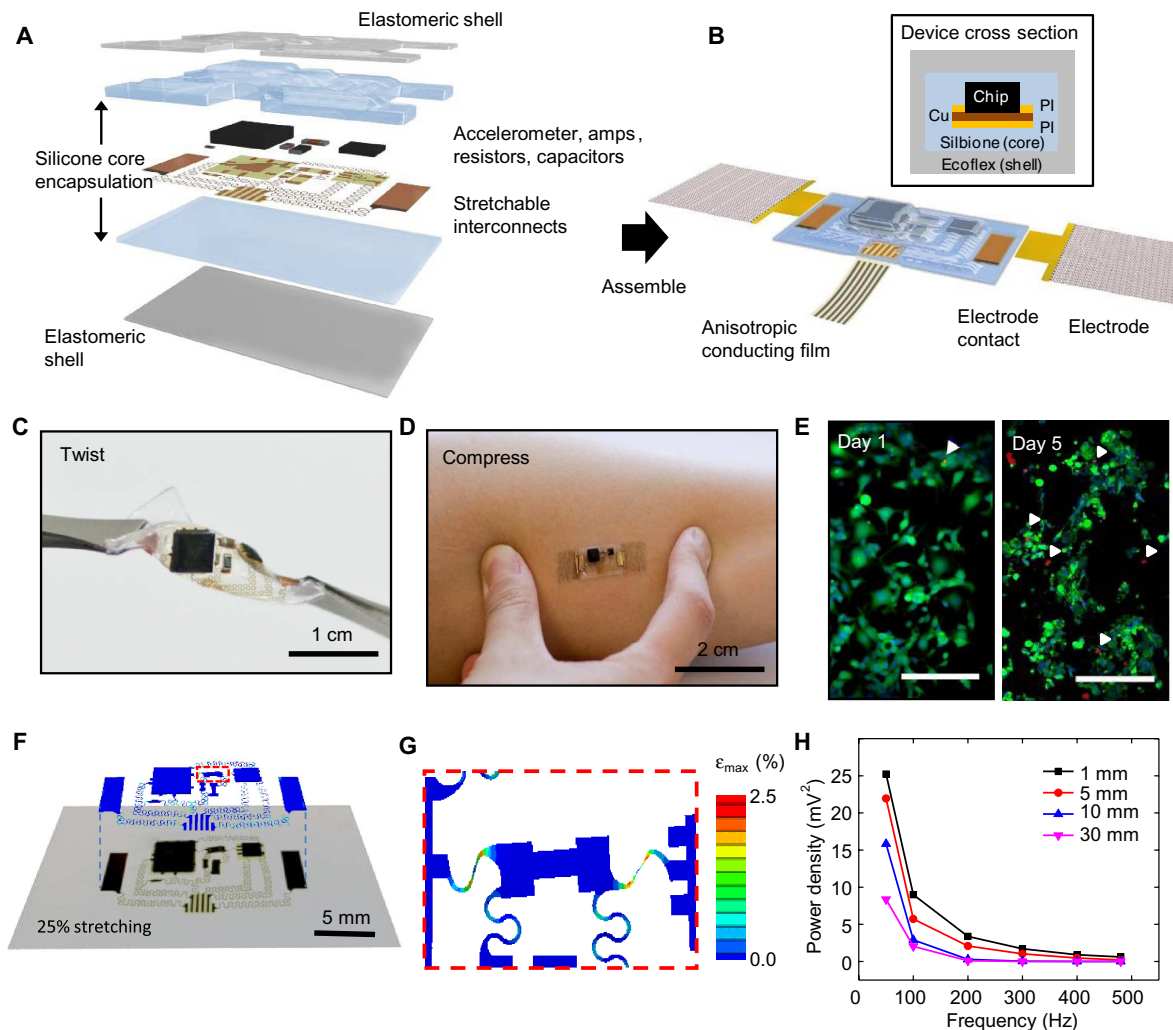 A
Elastomeric shell
Silicone core
encapsulation
Accelerometer, amps,
resistors, capacitors
Stretchable
interconnects
Elastomeric
shell
Assemble
B
Device cross section
Chip
Cu
PI
PI
Silbione (core)
Ecoflex (shell)
Anisotropic
conducting film
Electrode
contact
Electrode
C
Twist
1 cm
D
Compress
2 cm
E
Day 1
Day 5
F
25% stretching
5 mm
G
εmax (%)
2.5
0.0
H
Power density (mV²)
25
20
15
10
5
0
1 mm
5 mm
10 mm
30 mm
0 100 200 300 400 500
Frequency (Hz)